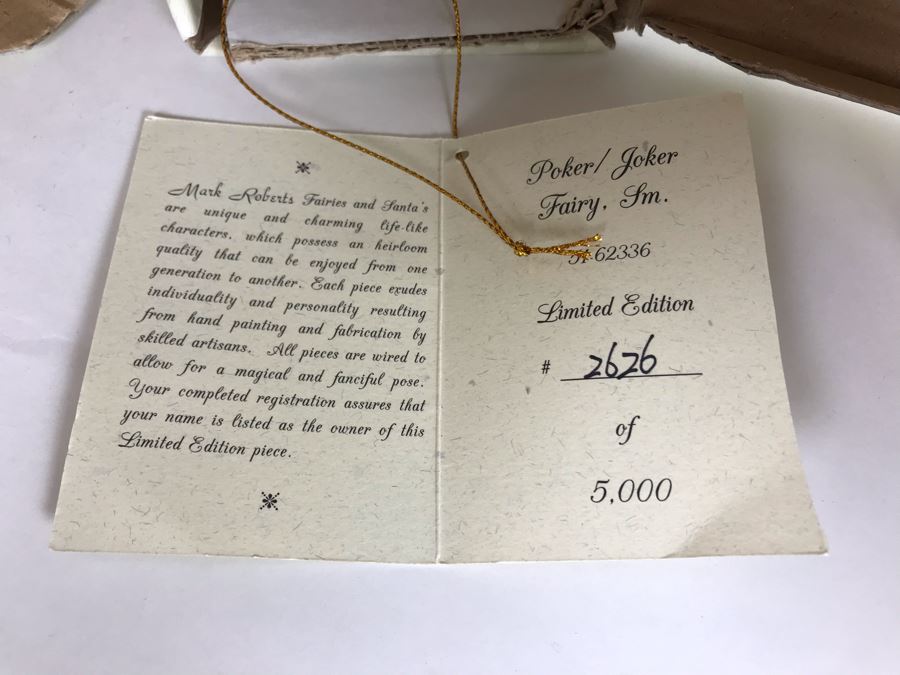 Mark Roberts Fairies and Santa's
are unique and charming life-like
characters, which possess an heirloom
quality that can be enjoyed from one
generation to another. Each piece exudes
individuality and personality resulting
from hand painting and fabrication by
skilled artisans. All pieces are wired to
allow for a magical and fanciful pose.
Your completed registration assures that
your name is listed as the owner of this
Limited Edition piece.
Poker/ Joker
Fairy, Sm.
51-62336
Limited Edition
# 2626
of
5,000